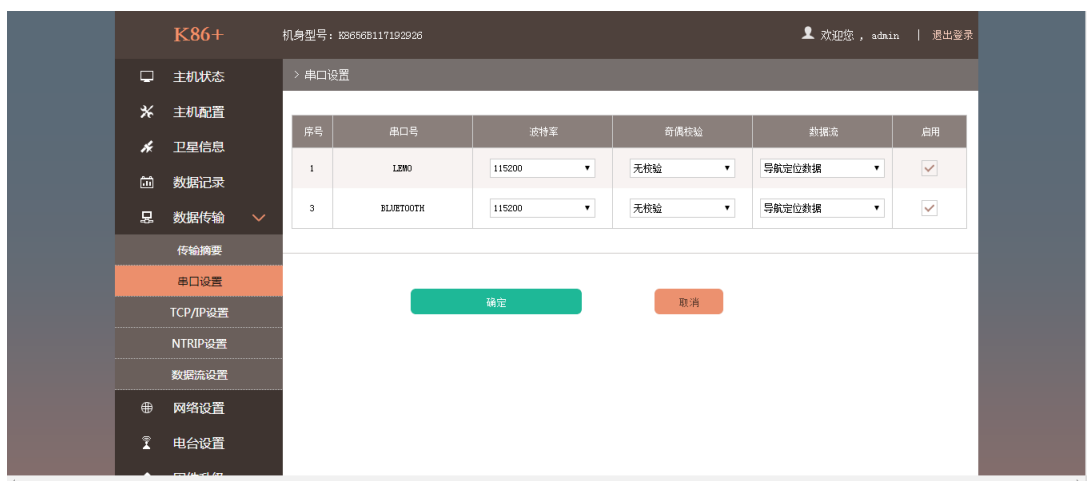 K86+ 机身型号：K8656B117192926 欢迎您 ，admin | 退出登录
主机状态
主机配置
卫星信息
数据记录
数据传输
传输摘要
串口设置
TCP/IP设置
NTRIP设置
数据流设置
网络设置
电台设置
> 串口设置
序号 串口号 波特率 奇偶校验 数据流 启用
1 LEMO 115200 无校验 导航定位数据
3 BLUETOOTH 115200 无校验 导航定位数据
确定 取消